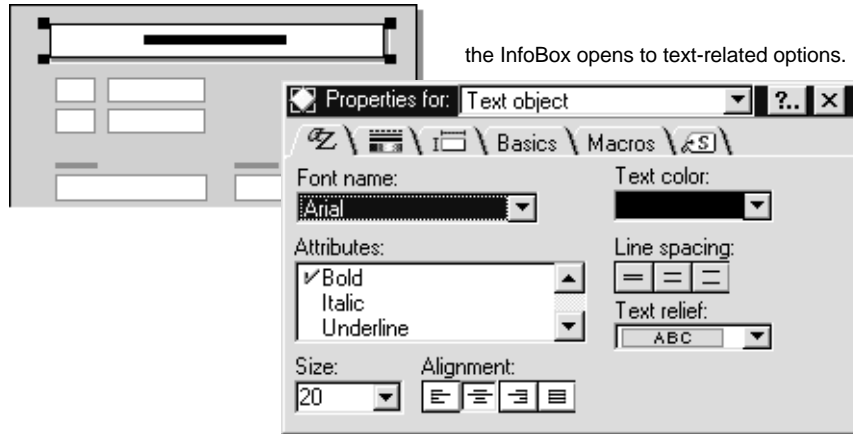 the InfoBox opens to text-related options.
Properties for: Text object ?..
Basics Macros S
Font name: Text color:
Arial
Attributes: Line spacing:
Bold
Italic
Underline
Text relief:
ABC
Size: Alignment:
20